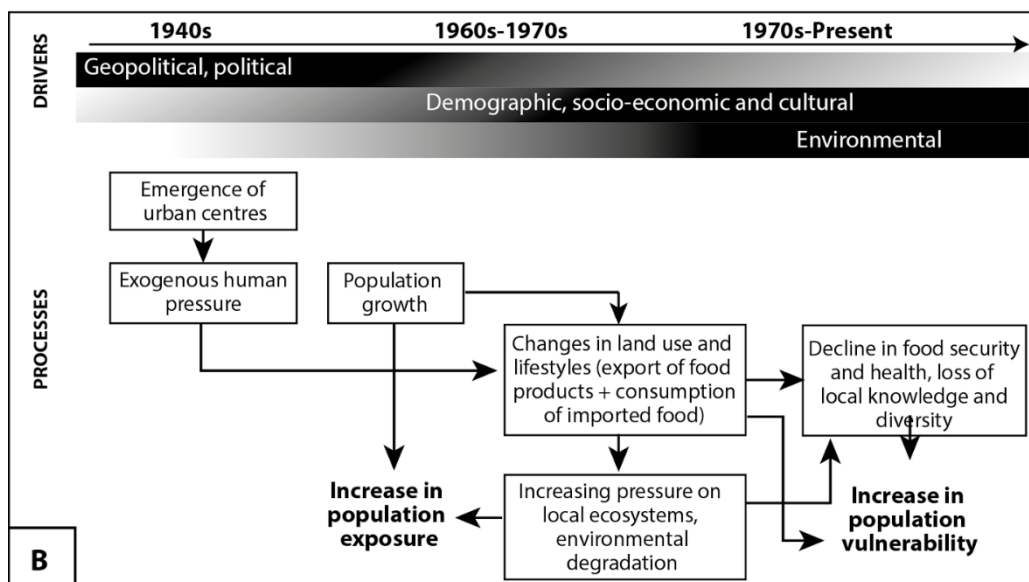 DRIVERS
1940s
1960s-1970s
1970s-Present
Geopolitical, political
Demographic, socio-economic and cultural
Environmental
PROCESSES
Emergence of
urban centres
Exogenous human
pressure
Population
growth
Changes in land use and
lifestyles (export of food
products + consumption
of imported food)
Decline in food security
and health, loss of
local knowledge and
diversity
Increase in
population
exposure
Increasing pressure on
local ecosystems,
environmental
degradation
Increase in
population
vulnerability
B